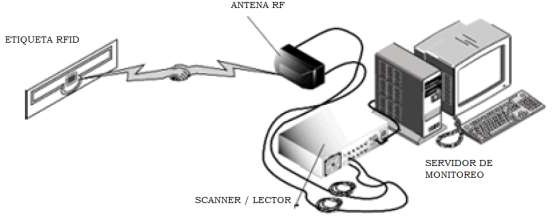 ANTENA RF
ETIQUETA RFID
SERVIDOR DE
MONITOREO
SCANNER / LECTOR